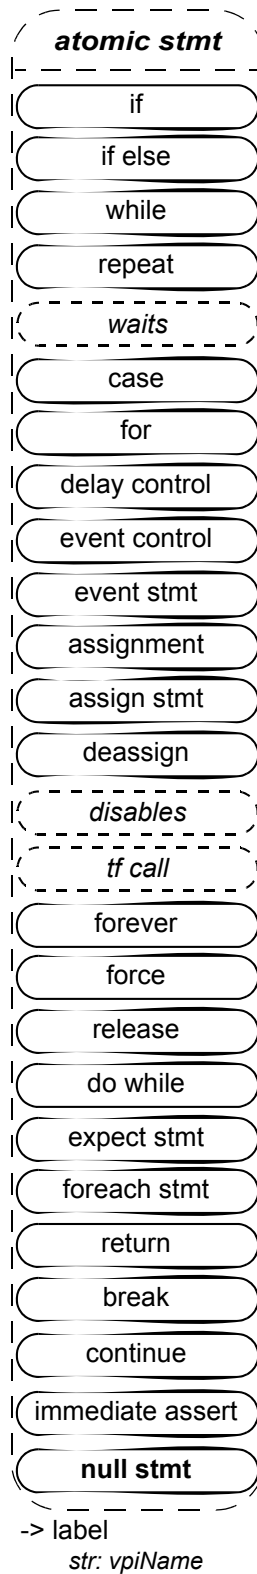 atomic stmt
if
if else
while
repeat
waits
case
for
delay control
event control
event stmt
assignment
assign stmt
deassign
disables
tf call
forever
force
release
do while
expect stmt
foreach stmt
return
break
continue
immediate assert
null stmt
-> label
str: vpiName